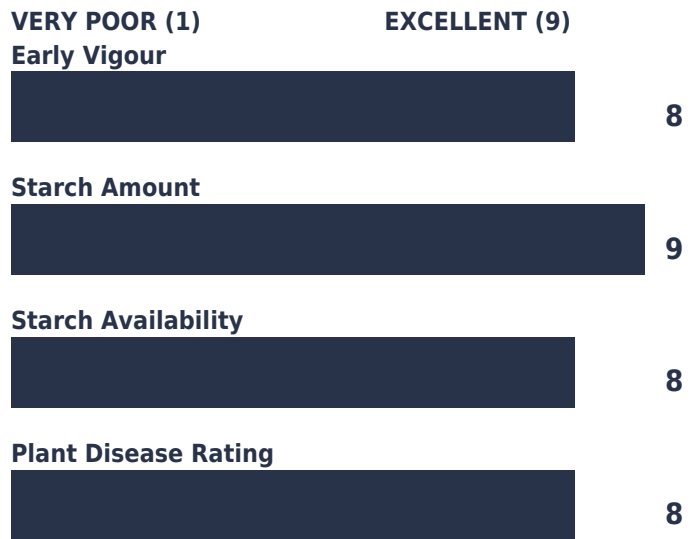 VERY POOR (1) EXCELLENT (9)
Early Vigour
8
Starch Amount
9
Starch Availability
8
Plant Disease Rating
8